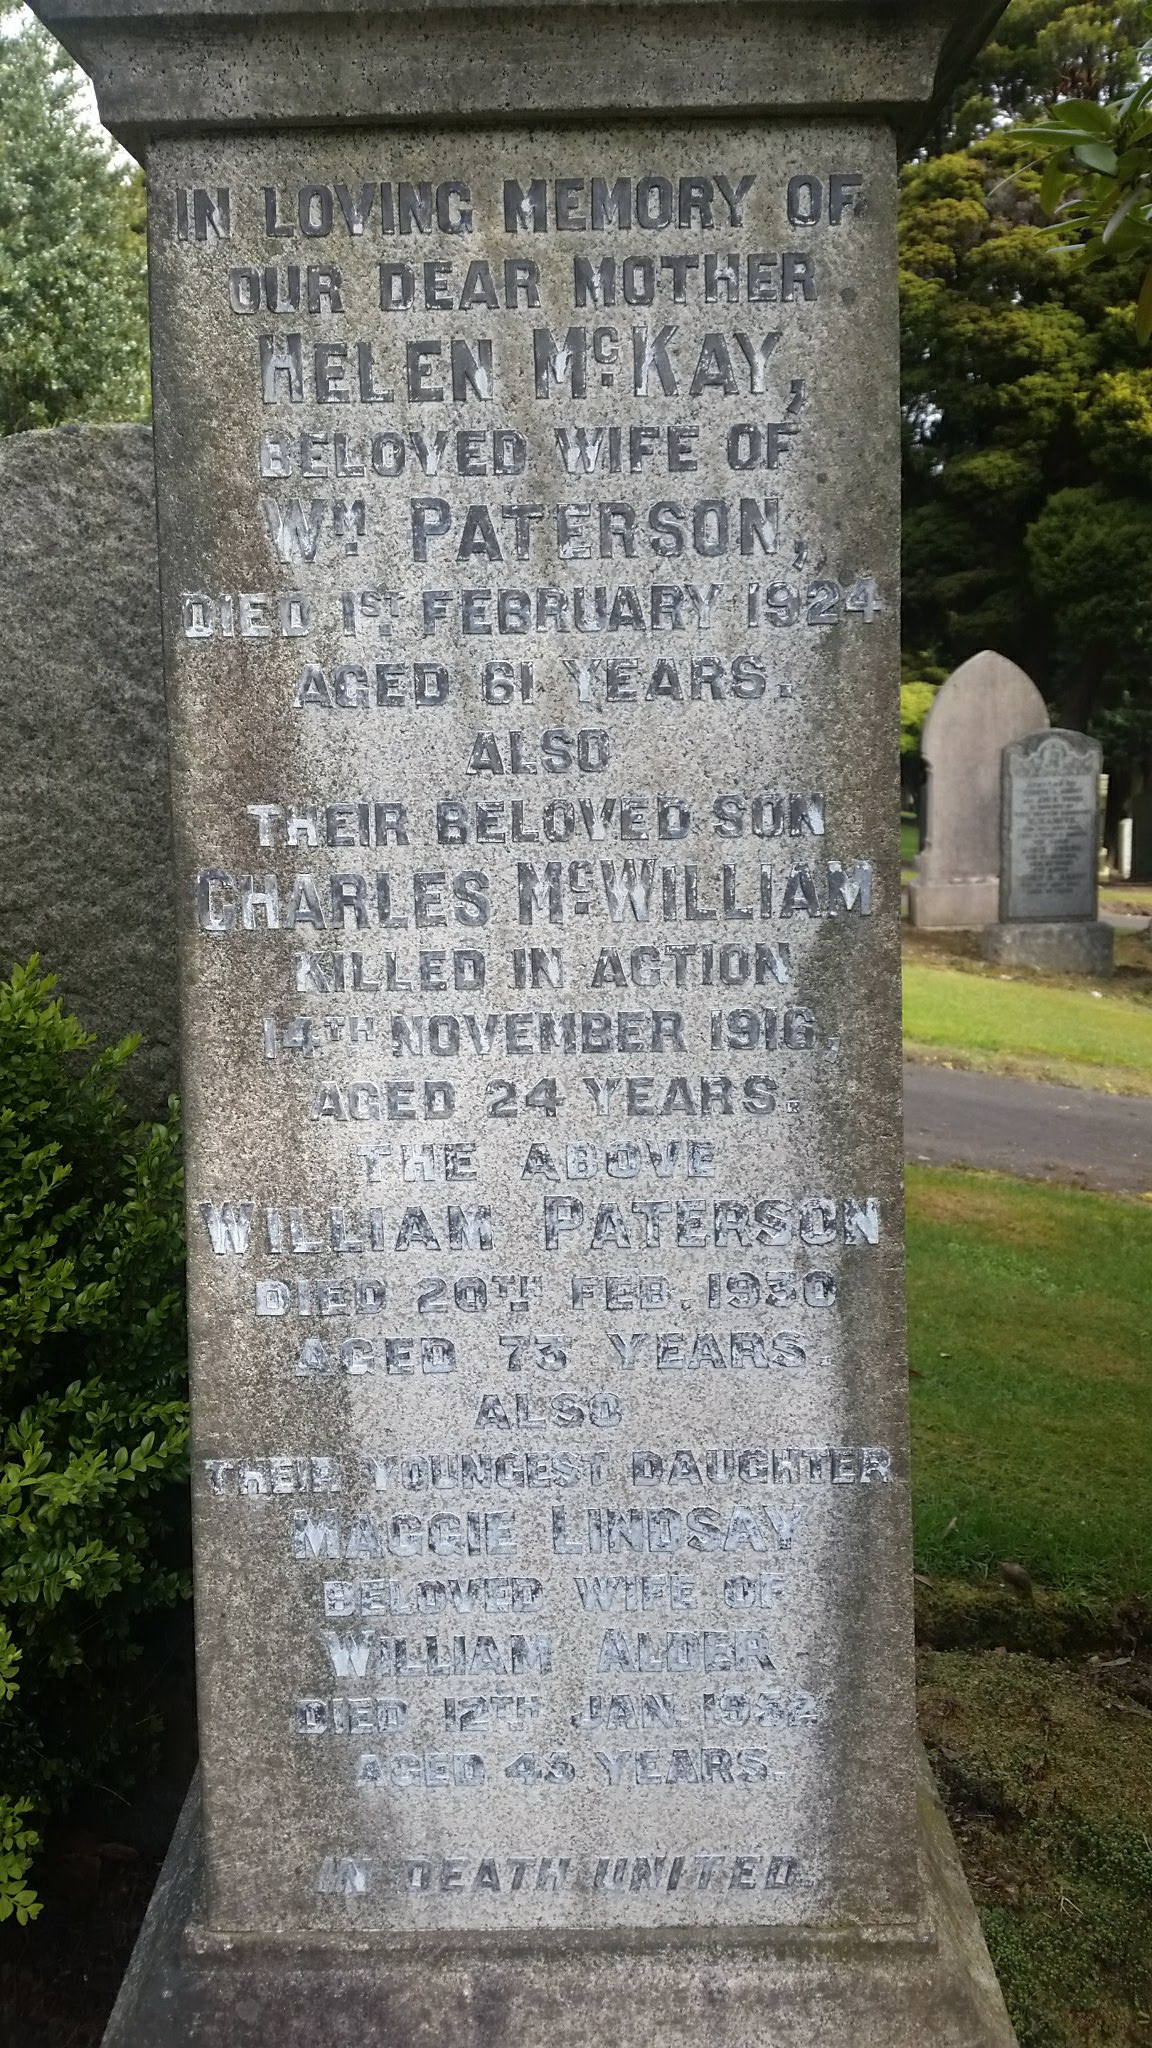 IN LOVING MEMORY OF
OUR DEAR MOTHER
HELEN McKAY,
BELOVED WIFE OF
WM. PATERSON,
DIED 1ST. FEBRUARY 1924
AGED 61 YEARS.
ALSO
THEIR BELOVED SON
CHARLES McWILLIAM
KILLED IN ACTION
14TH NOVEMBER 1916,
AGED 24 YEARS.
THE ABOVE
WILLIAM PATERSON
DIED 20TH FEB. 1930
AGED 73 YEARS.
ALSO
THEIR YOUNGEST DAUGHTER
MAGGIE LINDSAY
BELOVED WIFE OF
WILLIAM ALDER
DIED 12TH JAN. 1952
AGED 45 YEARS.
IN DEATH UNITED.